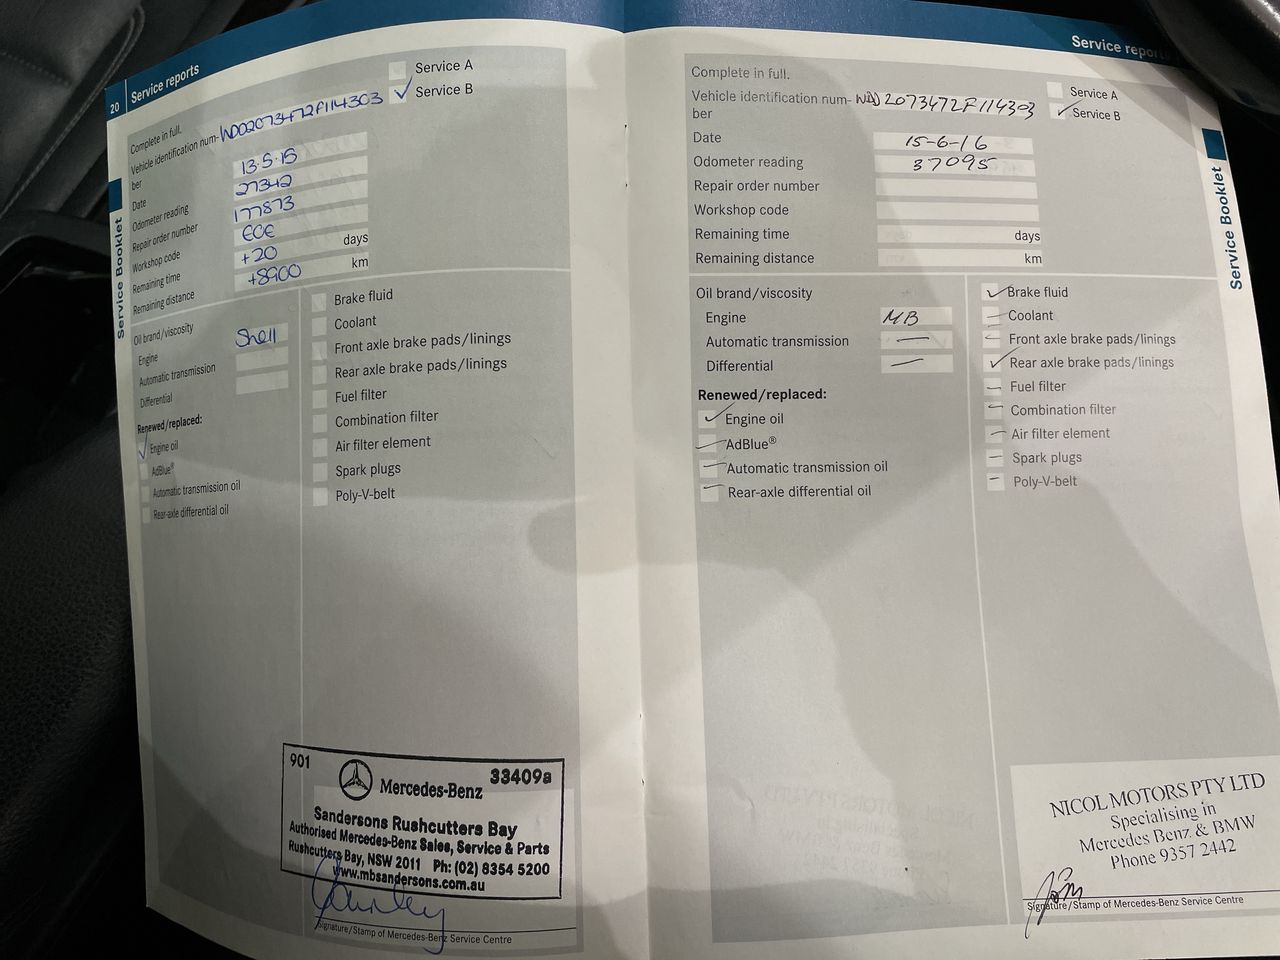 20 Service reports
Service A
Service B
Complete in full.
Vehicle identification num- WDD2073472F114303
ber
Date 13.5.15
Odometer reading 27342
Repair order number 177873
Workshop code ECE
Remaining time +20 days
Remaining distance +8900 km
Oil brand/viscosity
Engine Shell
Automatic transmission
Differential
Renewed/replaced:
Engine oil
AdBlue®
Automatic transmission oil
Rear-axle differential oil
Brake fluid
Coolant
Front axle brake pads/linings
Rear axle brake pads/linings
Fuel filter
Combination filter
Air filter element
Spark plugs
Poly-V-belt
901
33409a
Mercedes-Benz
Sandersons Rushcutters Bay
Authorised Mercedes-Benz Sales, Service & Parts
Rushcutters Bay, NSW 2011 Ph: (02) 8354 5200
www.mbsandersons.com.au
Signature/Stamp of Mercedes-Benz Service Centre
Service Booklet
Service reports
Complete in full.
Service A
Service B
Vehicle identification num- WDD2073472F114303
ber
Date 15-6-16
Odometer reading 37095
Repair order number
Workshop code
Remaining time days
Remaining distance km
Oil brand/viscosity
Engine MB
Automatic transmission —
Differential —
Renewed/replaced:
Engine oil
AdBlue®
Automatic transmission oil
Rear-axle differential oil
Brake fluid
Coolant
Front axle brake pads/linings
Rear axle brake pads/linings
Fuel filter
Combination filter
Air filter element
Spark plugs
Poly-V-belt
NICOL MOTORS PTY LTD
Specialising in
Mercedes Benz & BMW
Phone 9357 2442
Signature/Stamp of Mercedes-Benz Service Centre
Service Booklet